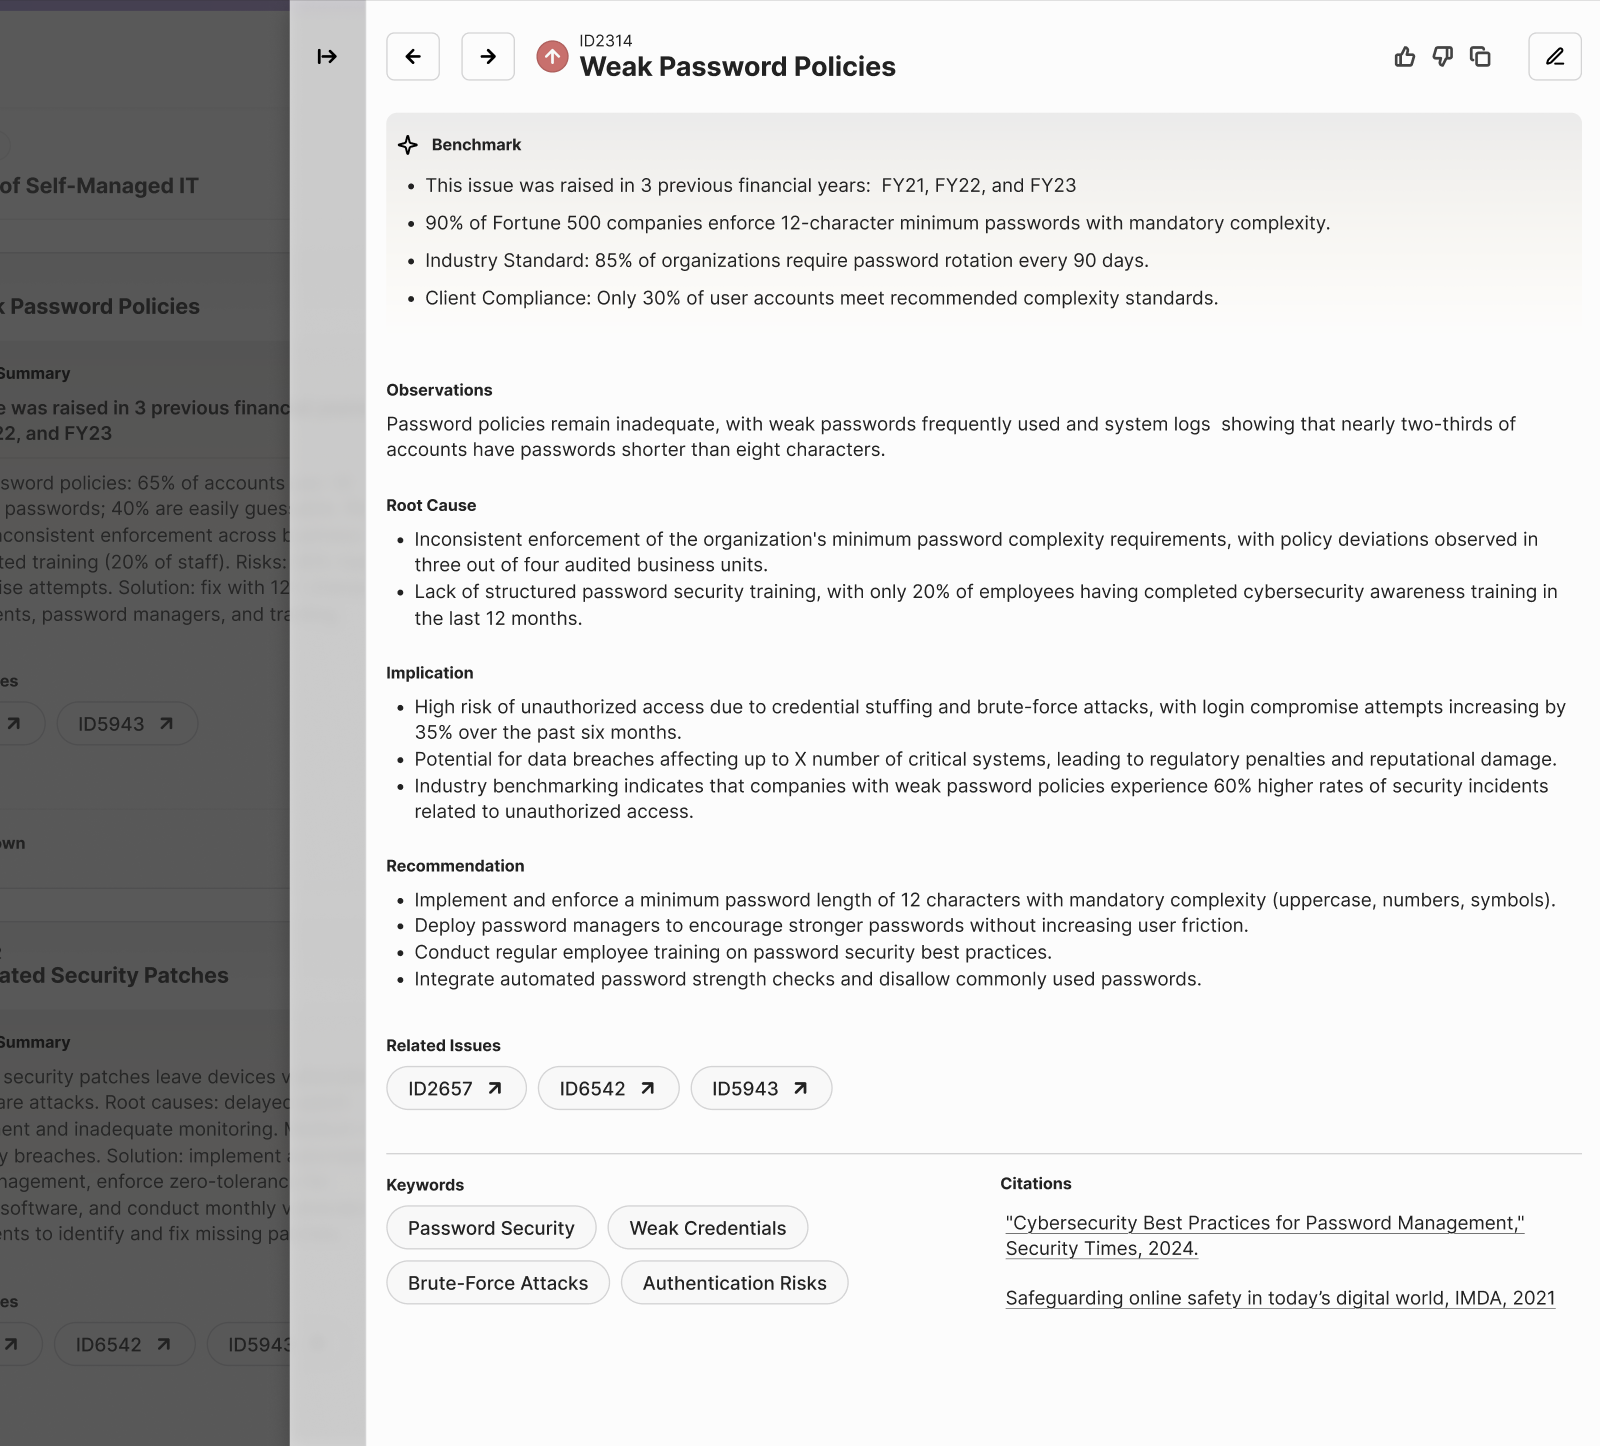 of Self-Managed IT
Password Policies
Summary
was raised in 3 previous financ
22, and FY23
sword policies: 65% of accounts
passwords; 40% are easily gues
nconsistent enforcement across b
ted training (20% of staff). Risks:
ise attempts. Solution: fix with 12
ents, password managers, and tra
es
ID5943
own
ated Security Patches
Summary
security patches leave devices v
are attacks. Root causes: delayed
ent and inadequate monitoring.
y breaches. Solution: implement
nagement, enforce zero-toleranc
software, and conduct monthly v
ents to identify and fix missing pa
es
ID6542
ID5943
ID2314
Weak Password Policies
Benchmark
• This issue was raised in 3 previous financial years:  FY21, FY22, and FY23
• 90% of Fortune 500 companies enforce 12-character minimum passwords with mandatory complexity.
• Industry Standard: 85% of organizations require password rotation every 90 days.
• Client Compliance: Only 30% of user accounts meet recommended complexity standards.
Observations
Password policies remain inadequate, with weak passwords frequently used and system logs  showing that nearly two-thirds of
accounts have passwords shorter than eight characters.
Root Cause
• Inconsistent enforcement of the organization's minimum password complexity requirements, with policy deviations observed in
three out of four audited business units.
• Lack of structured password security training, with only 20% of employees having completed cybersecurity awareness training in
the last 12 months.
Implication
• High risk of unauthorized access due to credential stuffing and brute-force attacks, with login compromise attempts increasing by
35% over the past six months.
• Potential for data breaches affecting up to X number of critical systems, leading to regulatory penalties and reputational damage.
• Industry benchmarking indicates that companies with weak password policies experience 60% higher rates of security incidents
related to unauthorized access.
Recommendation
• Implement and enforce a minimum password length of 12 characters with mandatory complexity (uppercase, numbers, symbols).
• Deploy password managers to encourage stronger passwords without increasing user friction.
• Conduct regular employee training on password security best practices.
• Integrate automated password strength checks and disallow commonly used passwords.
Related Issues
ID2657
ID6542
ID5943
Keywords
Password Security
Weak Credentials
Brute-Force Attacks
Authentication Risks
Citations
"Cybersecurity Best Practices for Password Management,"
Security Times, 2024.
Safeguarding online safety in today’s digital world, IMDA, 2021